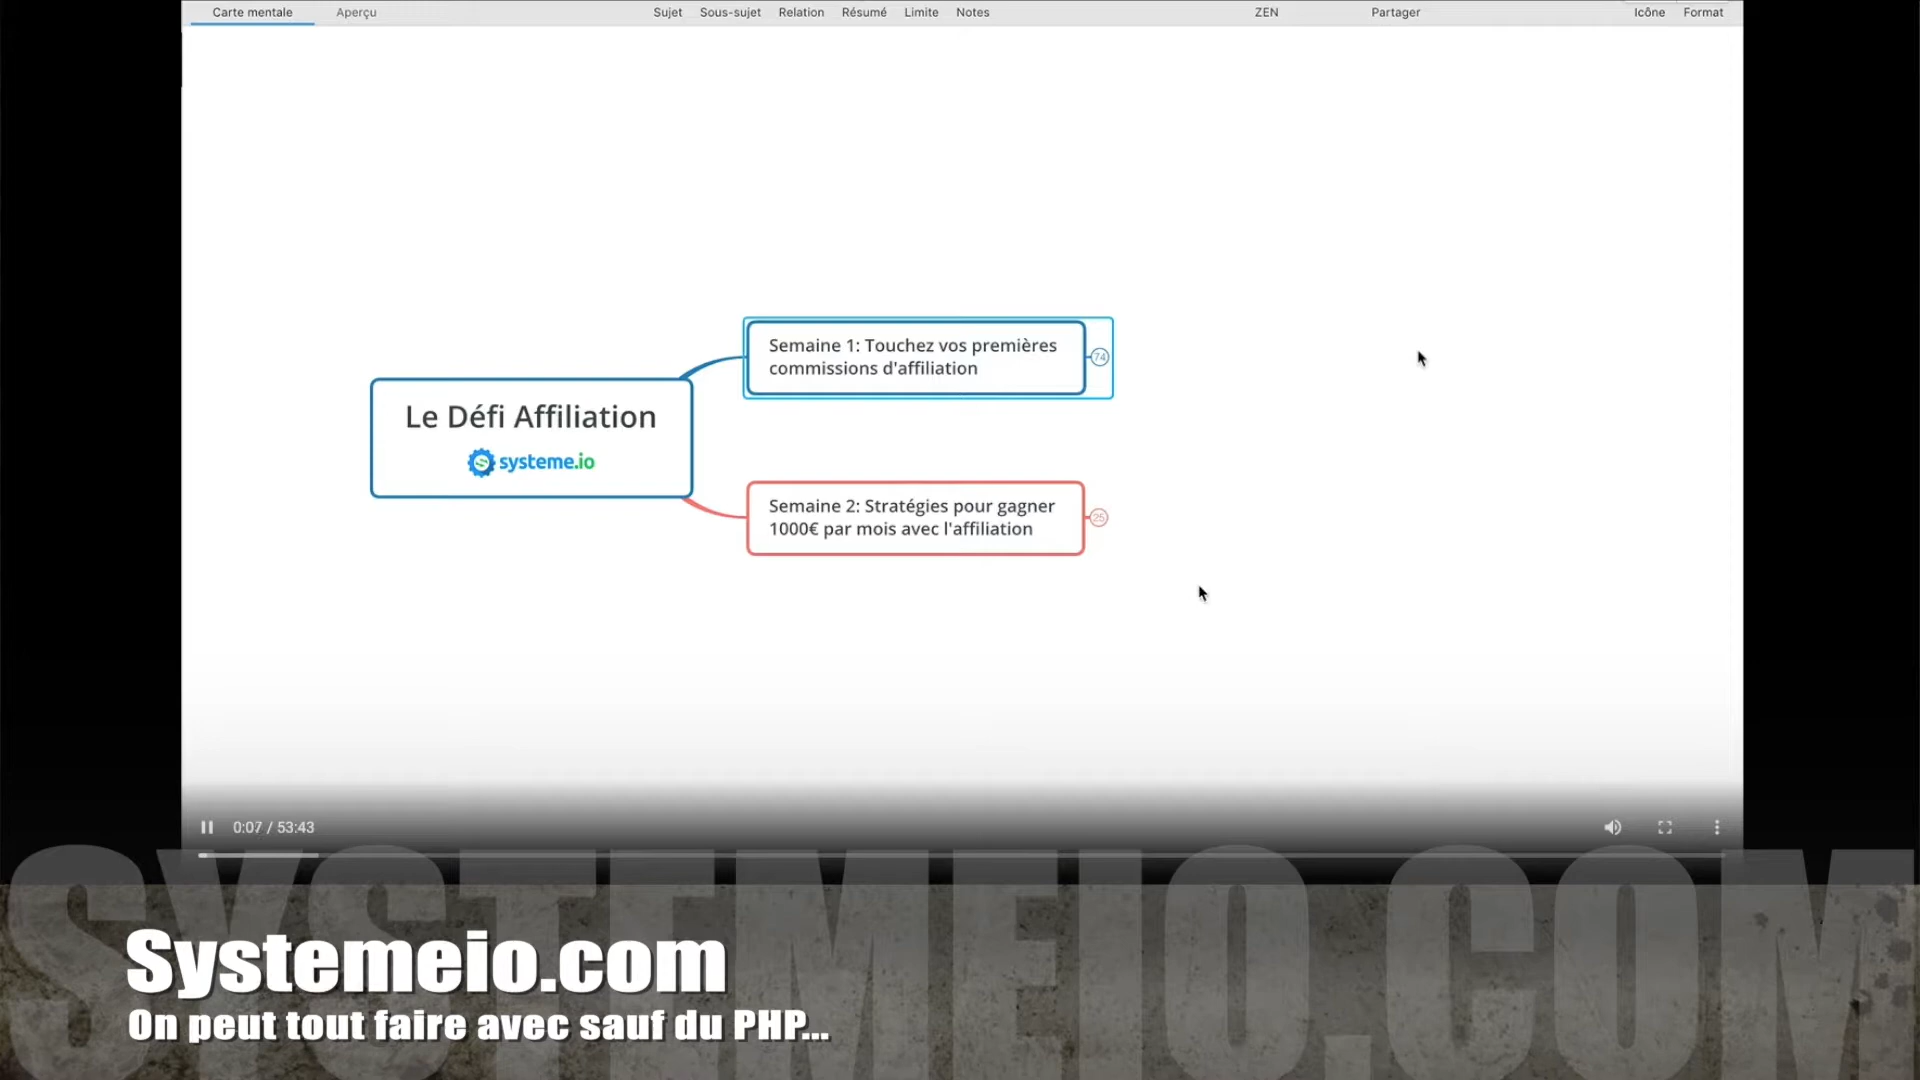 Carte mentale Aperçu Sujet Sous-sujet Relation Résumé Limite Notes ZEN Partager Icône Format
Semaine 1: Touchez vos premières
commissions d'affiliation
74
Le Défi Affiliation
systeme.io
Semaine 2: Stratégies pour gagner
1000€ par mois avec l'affiliation
25
0:07 / 53:43
SYSTEMEIO.COM
Systemeio.com
On peut tout faire avec sauf du PHP...